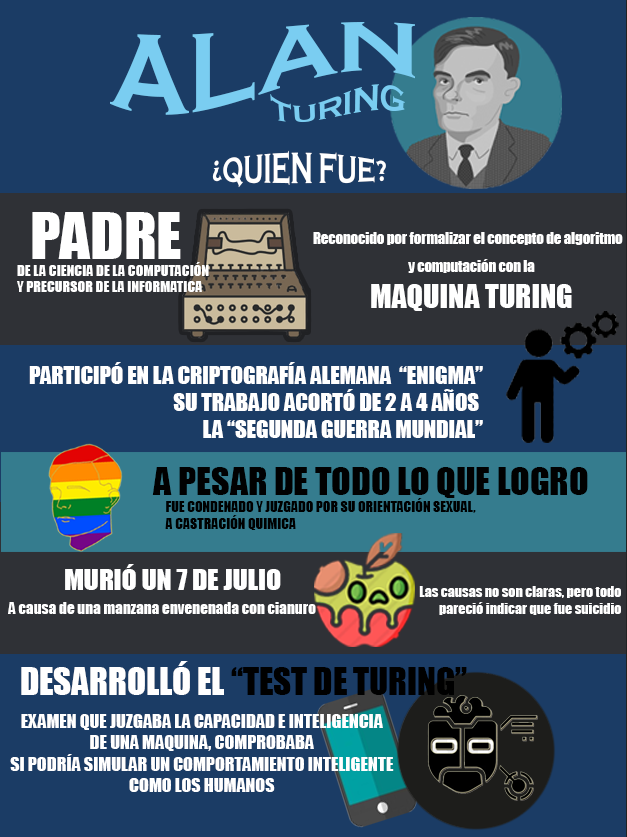 ALAN
TURING
¿QUIEN FUE?
PADRE
DE LA CIENCIA DE LA COMPUTACIÓN
Y PRECURSOR DE LA INFORMATICA
Reconocido por formalizar el concepto de algoritmo
y computación con la
MAQUINA TURING
PARTICIPÓ EN LA CRIPTOGRAFÍA ALEMANA “ENIGMA”
SU TRABAJO ACORTÓ DE 2 A 4 AÑOS
LA “SEGUNDA GUERRA MUNDIAL”
A PESAR DE TODO LO QUE LOGRO
FUE CONDENADO Y JUZGADO POR SU ORIENTACIÓN SEXUAL,
A CASTRACIÓN QUIMICA
MURIÓ UN 7 DE JULIO
A causa de una manzana envenenada con cianuro
Las causas no son claras, pero todo
pareció indicar que fue suicidio
DESARROLLÓ EL “TEST DE TURING”
EXAMEN QUE JUZGABA LA CAPACIDAD E INTELIGENCIA
DE UNA MAQUINA, COMPROBABA
SI PODRÍA SIMULAR UN COMPORTAMIENTO INTELIGENTE
COMO LOS HUMANOS